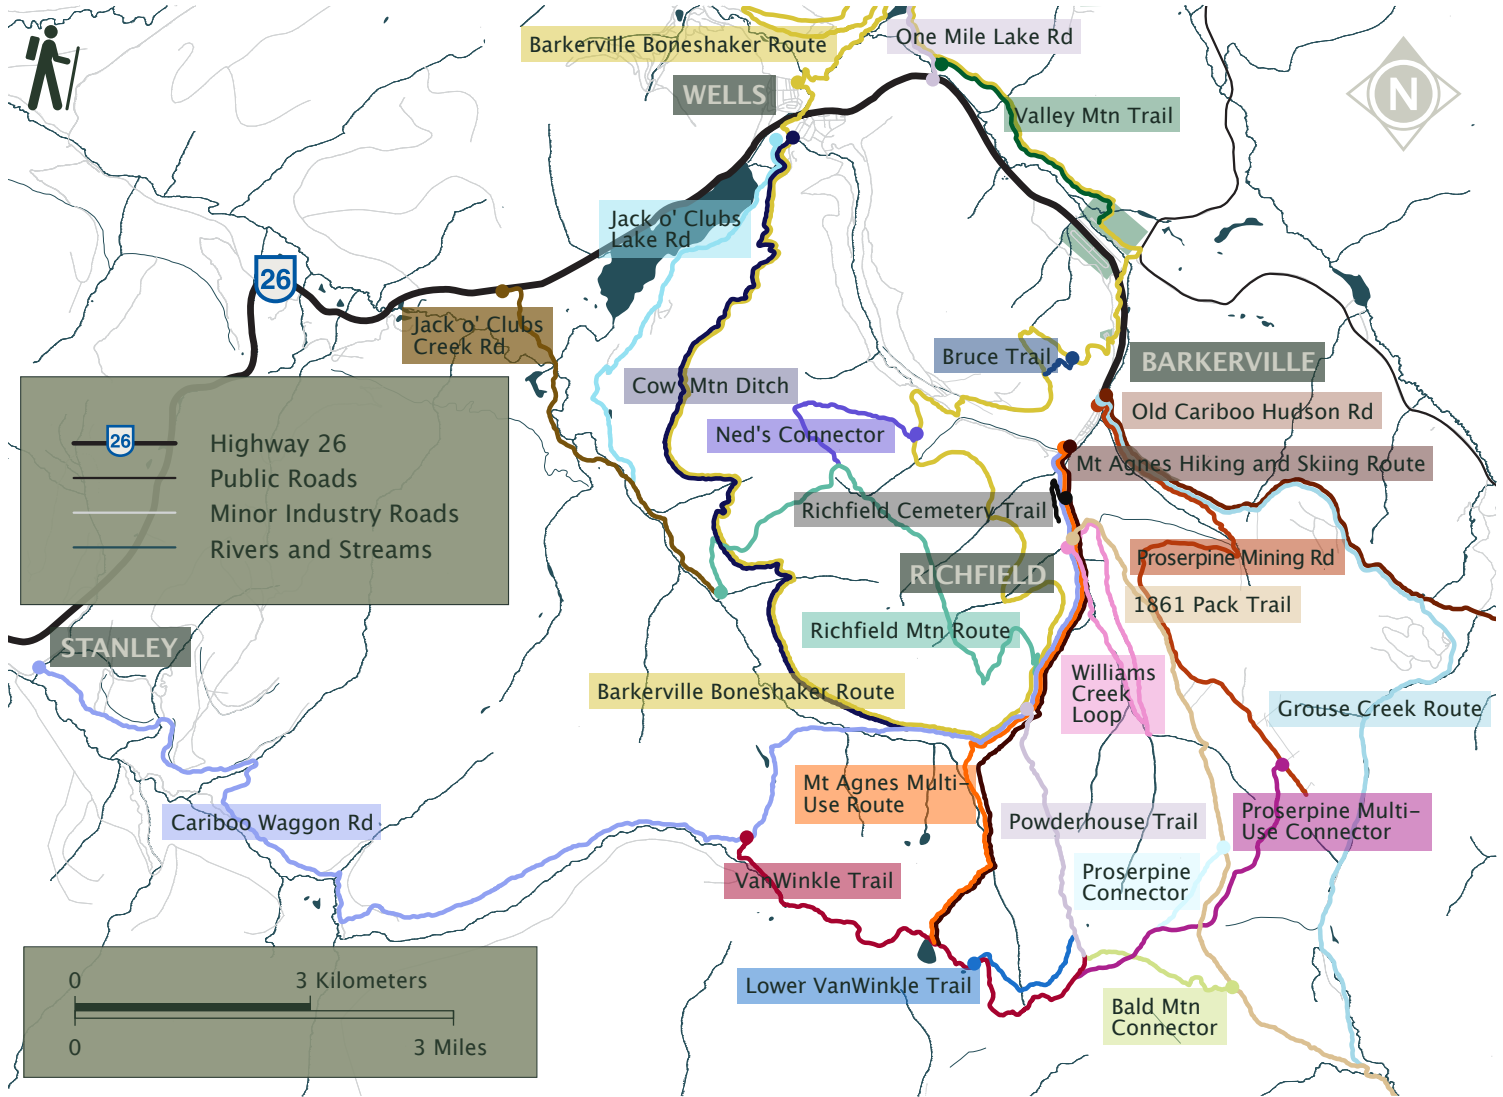 Barkerville Boneshaker Route
One Mile Lake Rd
WELLS
N
Valley Mtn Trail
Jack o' Clubs
Lake Rd
26
Jack o' Clubs
Creek Rd
Bruce Trail
BARKERVILLE
Cow Mtn Ditch
Old Cariboo Hudson Rd
Ned's Connector
26
Highway 26
Public Roads
Minor Industry Roads
Rivers and Streams
Mt Agnes Hiking and Skiing Route
Richfield Cemetery Trail
Proserpine Mining Rd
RICHFIELD
1861 Pack Trail
Richfield Mtn Route
STANLEY
Barkerville Boneshaker Route
Williams
Creek
Loop
Grouse Creek Route
Mt Agnes Multi-
Use Route
Cariboo Waggon Rd
Powderhouse Trail
Proserpine Multi-
Use Connector
VanWinkle Trail
Proserpine
Connector
Lower VanWinkle Trail
Bald Mtn
Connector
0
3 Kilometers
0
3 Miles